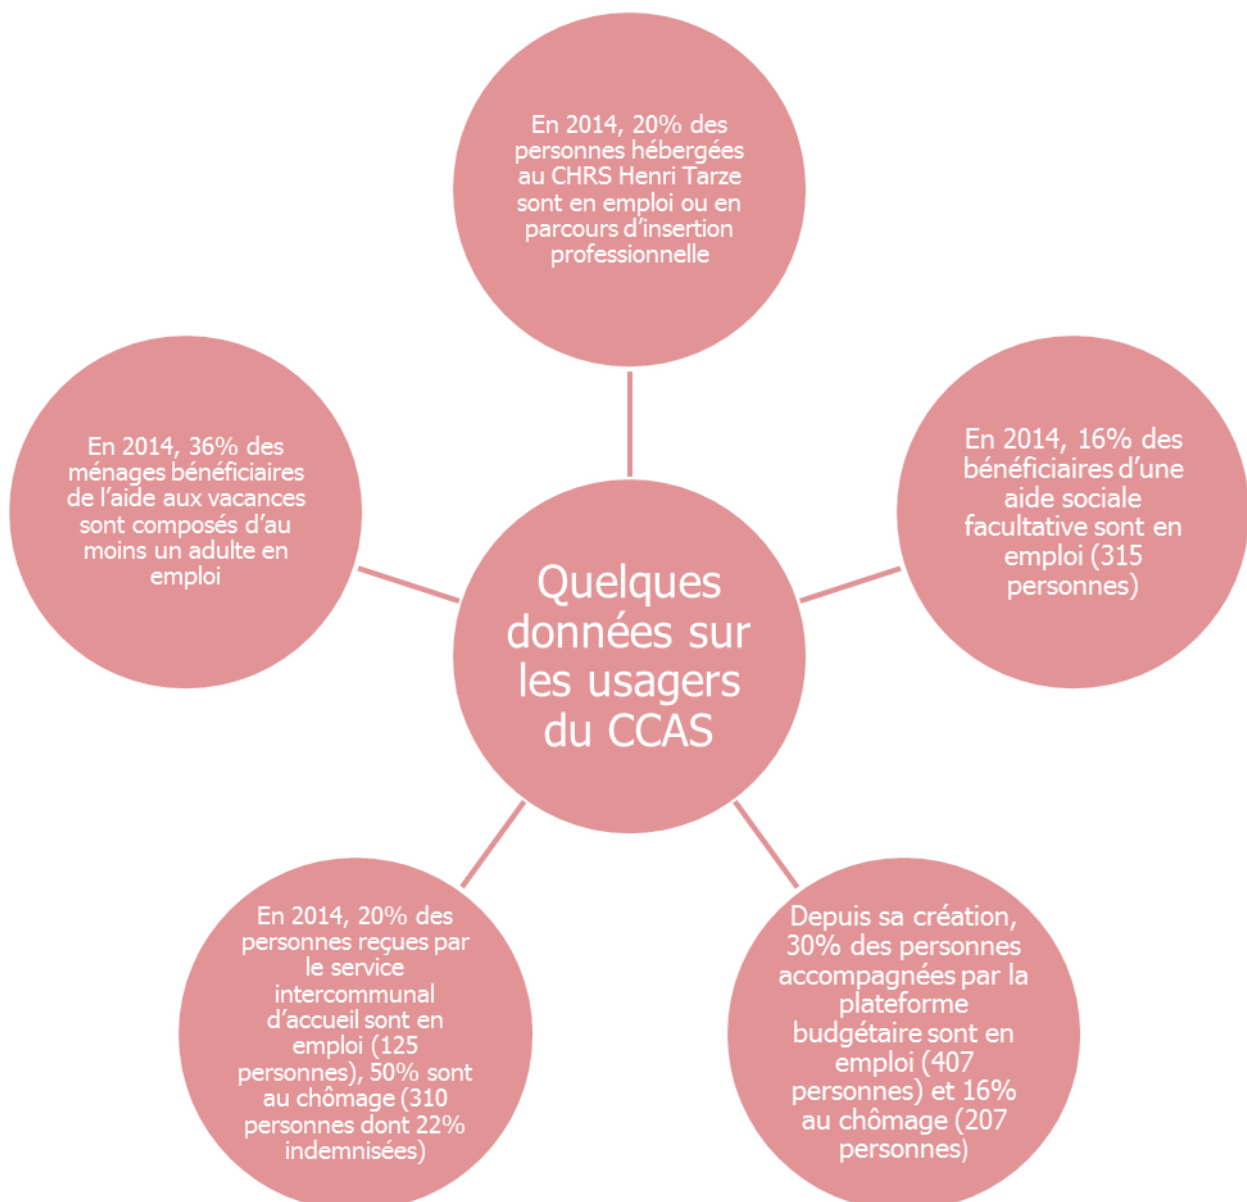 En 2014, 20% des
personnes hébergées
au CHRS Henri Tarze
sont en emploi ou en
parcours d’insertion
professionnelle
En 2014, 36% des
ménages bénéficiaires
de l’aide aux vacances
sont composés d’au
moins un adulte en
emploi
En 2014, 16% des
bénéficiaires d’une
aide sociale
facultative sont en
emploi (315
personnes)
Quelques
données sur
les usagers
du CCAS
En 2014, 20% des
personnes reçues par
le service
intercommunal
d’accueil sont en
emploi (125
personnes), 50% sont
au chômage (310
personnes dont 22%
indemnisées)
Depuis sa création,
30% des personnes
accompagnées par la
plateforme
budgétaire sont en
emploi (407
personnes) et 16%
au chômage (207
personnes)